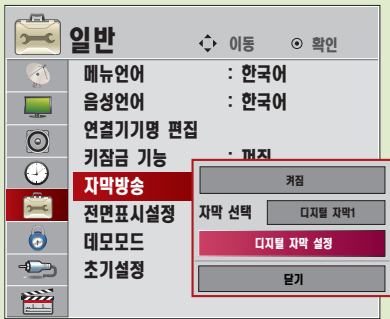 일반
이동 확인
메뉴언어 : 한국어
음성언어 : 한국어
연결기기명 편집
키잠금 기능 : 꺼짐
자막방송
켜짐
전면표시설정
자막 선택 디지털 자막1
데모모드
디지털 자막 설정
초기설정
닫기